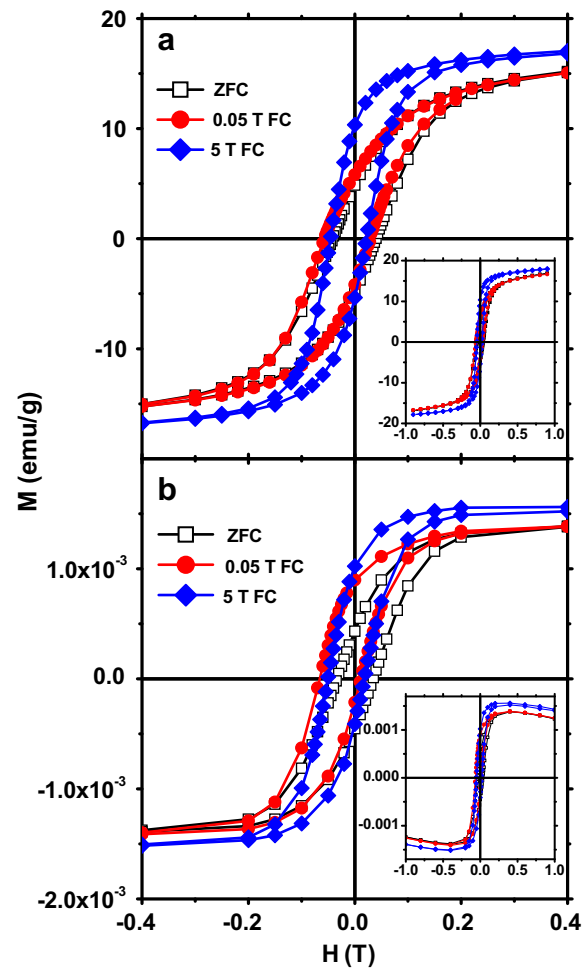 20
a
ZFC
0.05 T FC
5 T FC
10
0
-10
20
10
0
-10
-20
-0.5 0.0 0.5 1.0
M (emu/g)
b
ZFC
0.05 T FC
5 T FC
1.0x10-3
0.0
-1.0x10-3
-2.0x10-3
0.001
0.000
-0.001
-1.0 -0.5 0.0 0.5 1.0
-0.4 -0.2 0.0 0.2 0.4
H (T)